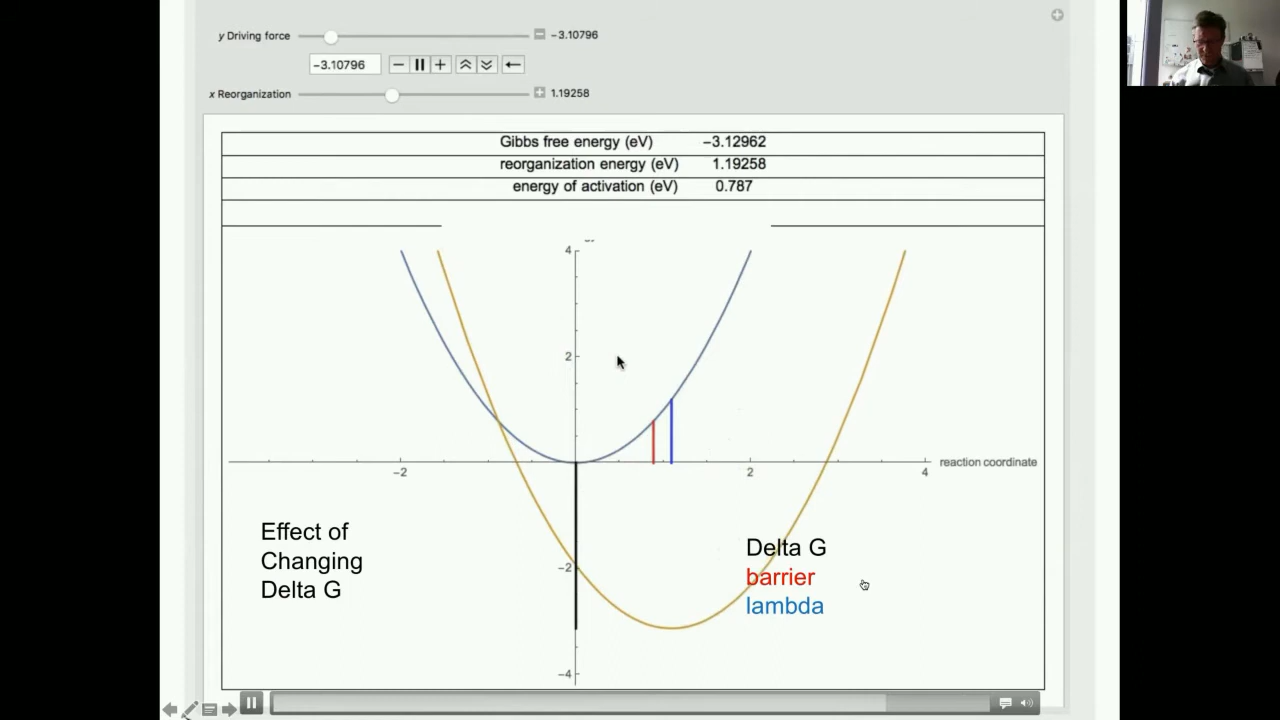 y Driving force −3.10796
−3.10796
x Reorganization 1.19258
Gibbs free energy (eV) −3.12962
reorganization energy (eV) 1.19258
energy of activation (eV) 0.787
4
2
−2 2 4 reaction coordinate
Effect of
Changing
Delta G
Delta G
barrier
lambda
−2
−4